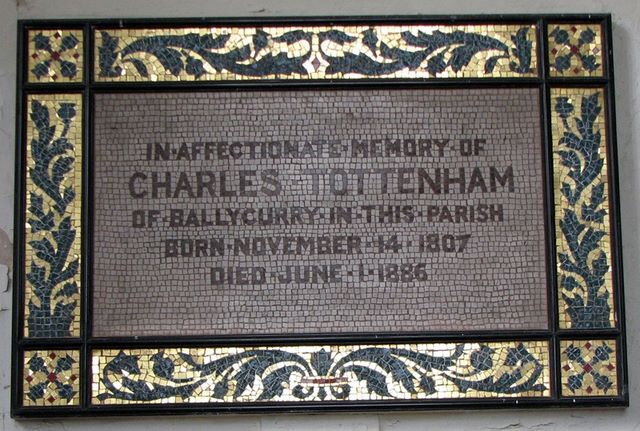 IN·AFFECTIONATE·MEMORY·OF
CHARLES TOTTENHAM
OF·BALLYCURRY·IN·THIS·PARISH
BORN·NOVEMBER·14·1807
DIED·JUNE·1·1886